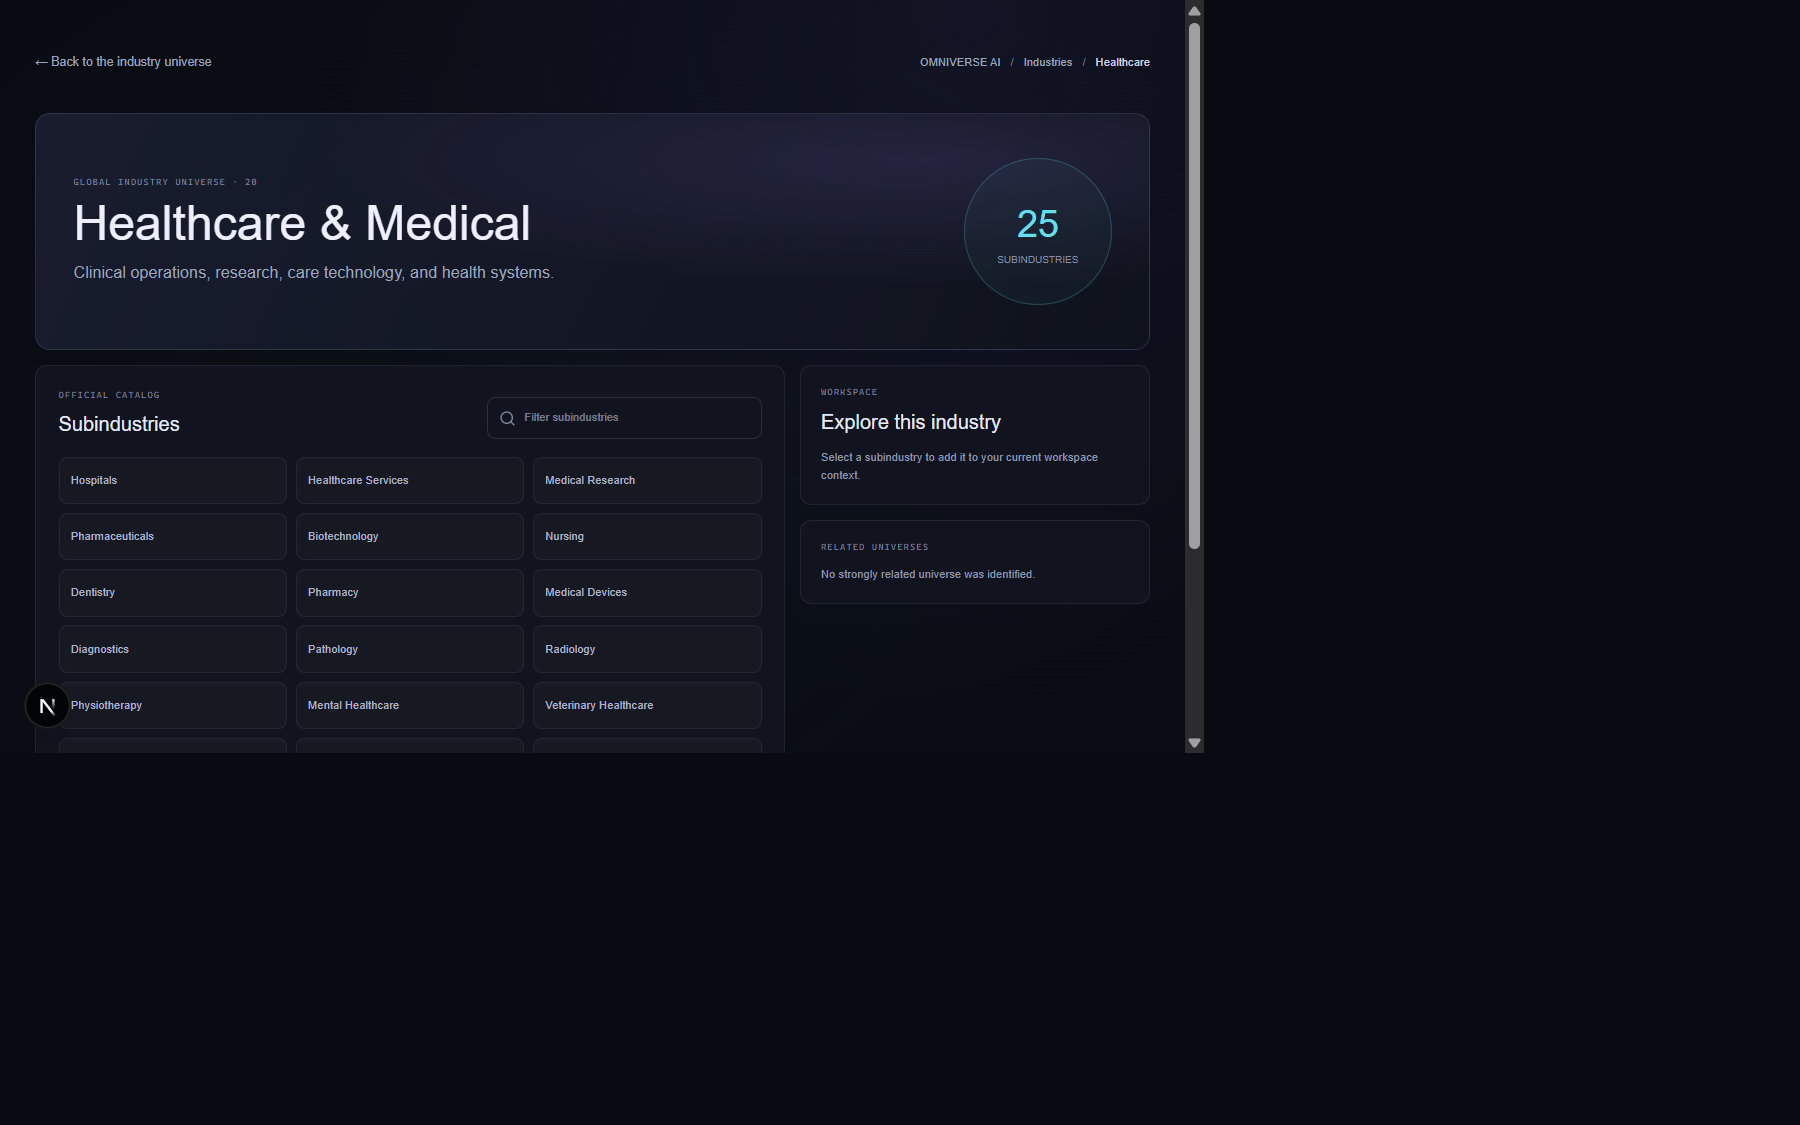 ← Back to the industry universe
OMNIVERSE AI / Industries / Healthcare
GLOBAL INDUSTRY UNIVERSE · 20
Healthcare & Medical
Clinical operations, research, care technology, and health systems.
25
SUBINDUSTRIES
OFFICIAL CATALOG
Subindustries
Filter subindustries
Hospitals
Healthcare Services
Medical Research
Pharmaceuticals
Biotechnology
Nursing
Dentistry
Pharmacy
Medical Devices
Diagnostics
Pathology
Radiology
Physiotherapy
Mental Healthcare
Veterinary Healthcare
WORKSPACE
Explore this industry
Select a subindustry to add it to your current workspace
context.
RELATED UNIVERSES
No strongly related universe was identified.
N